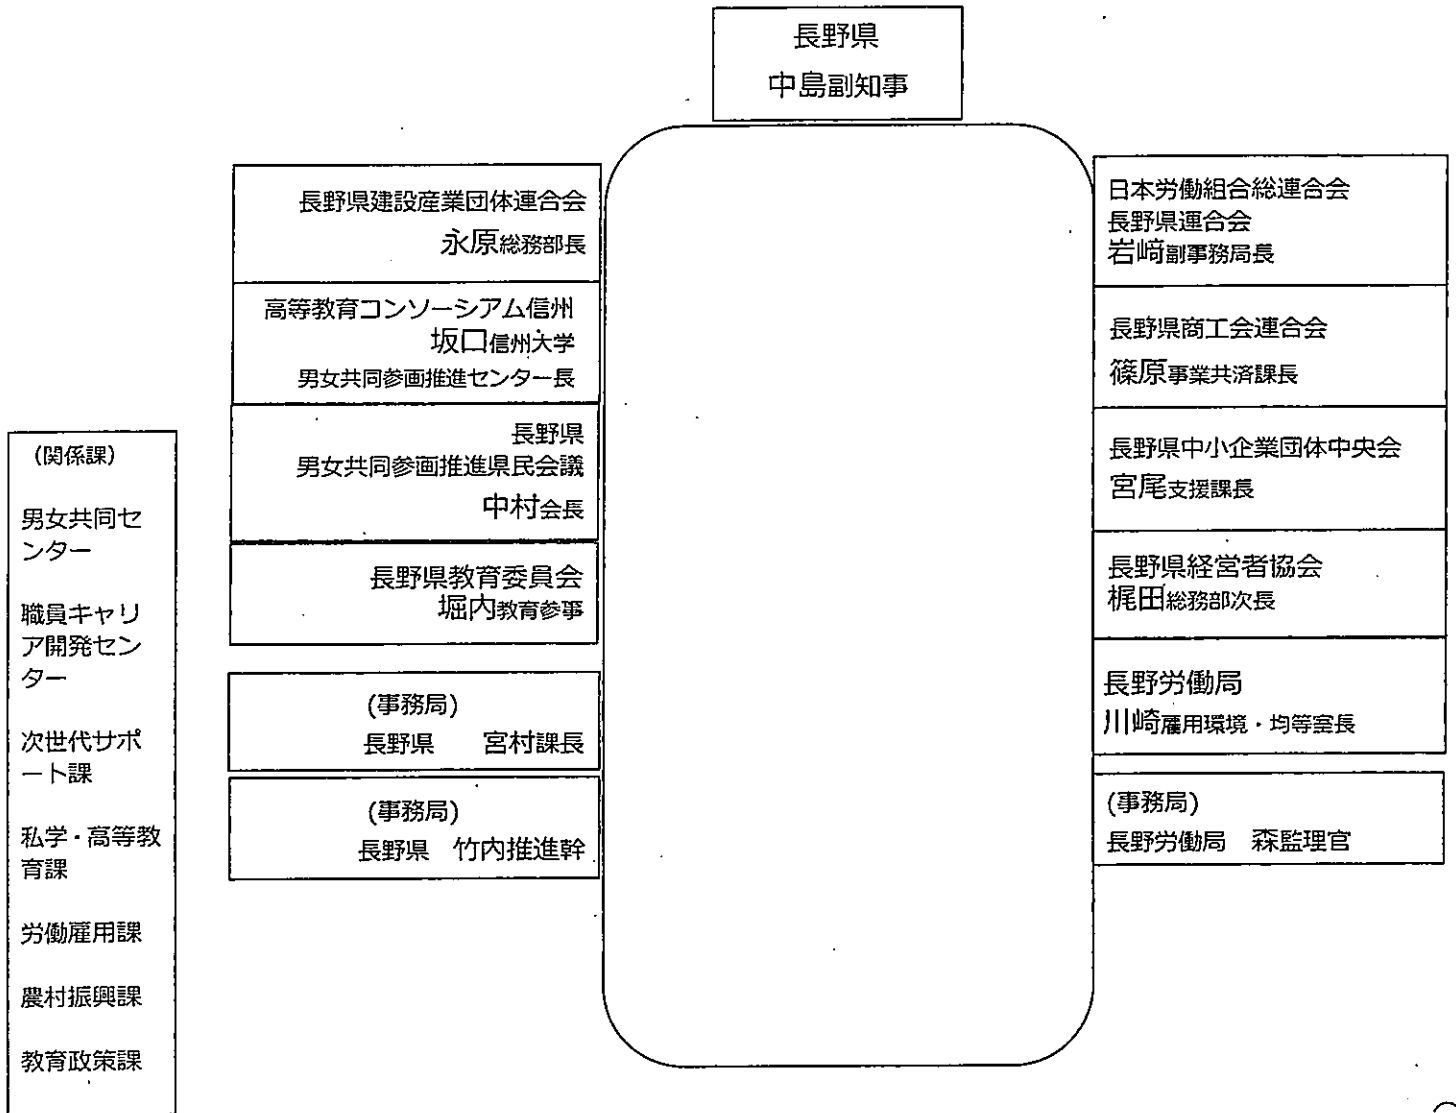 長野県
中島副知事
長野県建設産業団体連合会
永原総務部長
高等教育コンソーシアム信州
坂口信州大学
男女共同参画推進センター長
長野県
男女共同参画推進県民会議
中村会長
長野県教育委員会
堀内教育参事
(事務局)
長野県 宮村課長
(事務局)
長野県 竹内推進幹
日本労働組合総連合会
長野県連合会
岩﨑副事務局長
長野県商工会連合会
篠原事業共済課長
長野県中小企業団体中央会
宮尾支援課長
長野県経営者協会
梶田総務部次長
長野労働局
川崎雇用環境・均等室長
(事務局)
長野労働局 森監理官
(関係課)
男女共同セ
ンター
職員キャリ
ア開発セン
ター
次世代サポ
ート課
私学・高等教
育課
労働雇用課
農村振興課
教育政策課